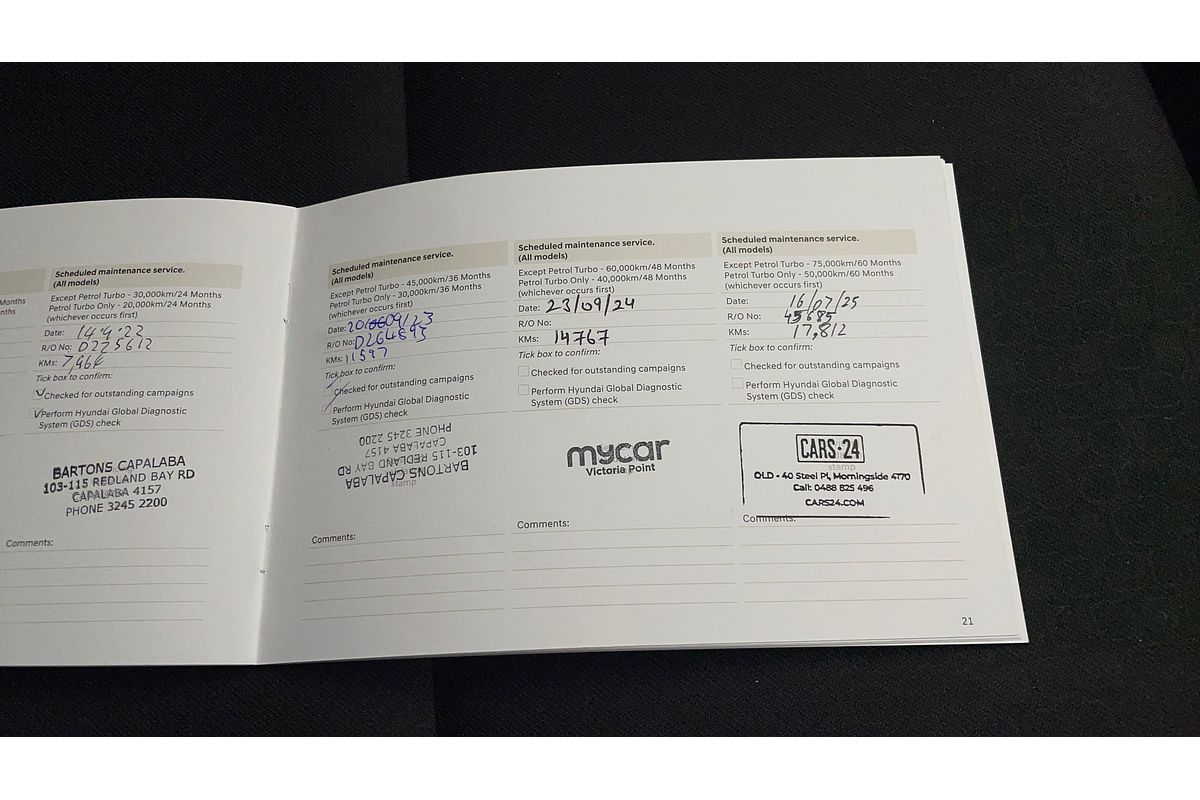 Months
nths
Scheduled maintenance service.
(All models)
Except Petrol Turbo - 30,000km/24 Months
Petrol Turbo Only - 20,000km/24 Months
(whichever occurs first)
Date: 14.9.22
R/O No: D225612
KMs: 7,966
Tick box to confirm:
Checked for outstanding campaigns
Perform Hyundai Global Diagnostic
System (GDS) check
BARTONS CAPALABA
103-115 REDLAND BAY RD
CAPALABA 4157
PHONE 3245 2200
Comments:
Scheduled maintenance service.
(All models)
Except Petrol Turbo - 45,000km/36 Months
Petrol Turbo Only - 30,000km/36 Months
(whichever occurs first)
Date:
R/O No: D264893
KMs: 11597
Tick box to confirm:
Checked for outstanding campaigns
Perform Hyundai Global Diagnostic
System (GDS) check
BARTONS CAPALABA
103-115 REDLAND BAY RD
CAPALABA 4157
PHONE 3245 2200
stamp
Comments:
Scheduled maintenance service.
(All models)
Except Petrol Turbo - 60,000km/48 Months
Petrol Turbo Only - 40,000km/48 Months
(whichever occurs first)
Date: 23/09/24
R/O No:
KMs: 14767
Tick box to confirm:
Checked for outstanding campaigns
Perform Hyundai Global Diagnostic
System (GDS) check
mycar
Victoria Point
Comments:
Scheduled maintenance service.
(All models)
Except Petrol Turbo - 75,000km/60 Months
Petrol Turbo Only - 50,000km/60 Months
(whichever occurs first)
Date: 16/07/25
R/O No: 45685
KMs: 17,812
Tick box to confirm:
Checked for outstanding campaigns
Perform Hyundai Global Diagnostic
System (GDS) check
CARS24
stamp
QLD - 40 Steel Pl, Morningside 4170
Call: 0488 825 496
CARS24.COM
Comments:
21